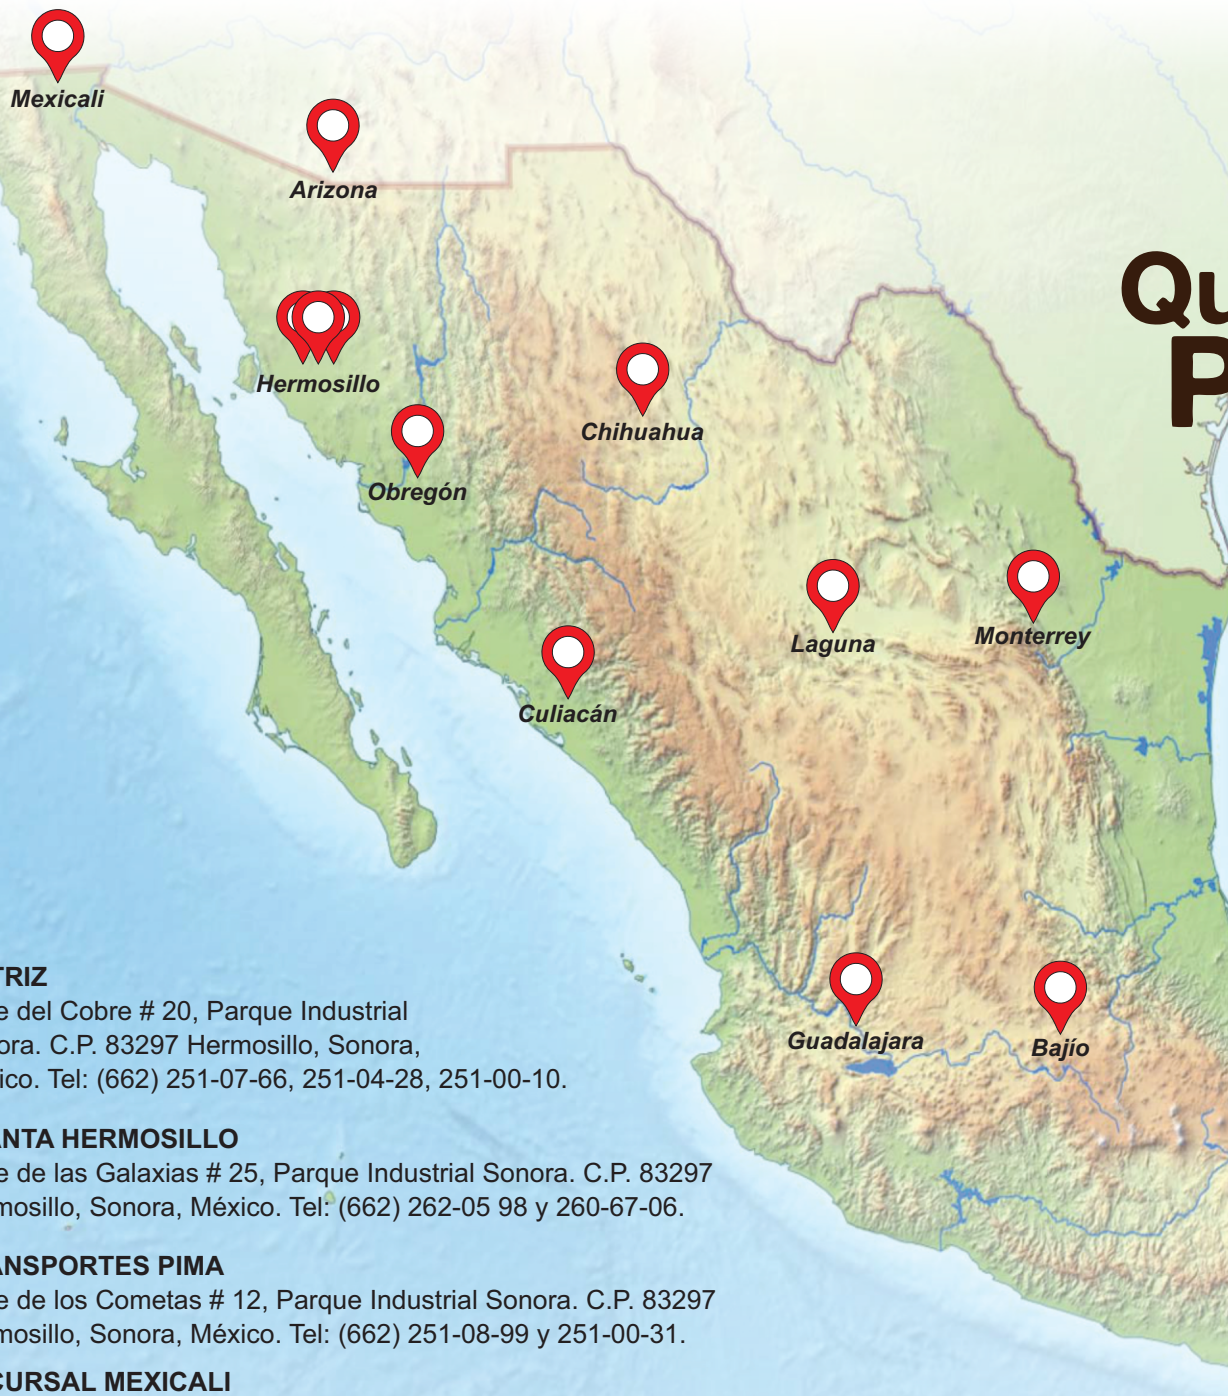 Mexicali
Arizona
Qu
P
Hermosillo
Chihuahua
Obregón
Laguna
Monterrey
Culiacán
Guadalajara
Bajío
TRIZ
e del Cobre # 20, Parque Industrial
ora. C.P. 83297 Hermosillo, Sonora,
ico. Tel: (662) 251-07-66, 251-04-28, 251-00-10.
ANTA HERMOSILLO
e de las Galaxias # 25, Parque Industrial Sonora. C.P. 83297
mosillo, Sonora, México. Tel: (662) 262-05 98 y 260-67-06.
ANSPORTES PIMA
e de los Cometas # 12, Parque Industrial Sonora. C.P. 83297
mosillo, Sonora, México. Tel: (662) 251-08-99 y 251-00-31.
CURSAL MEXICALI